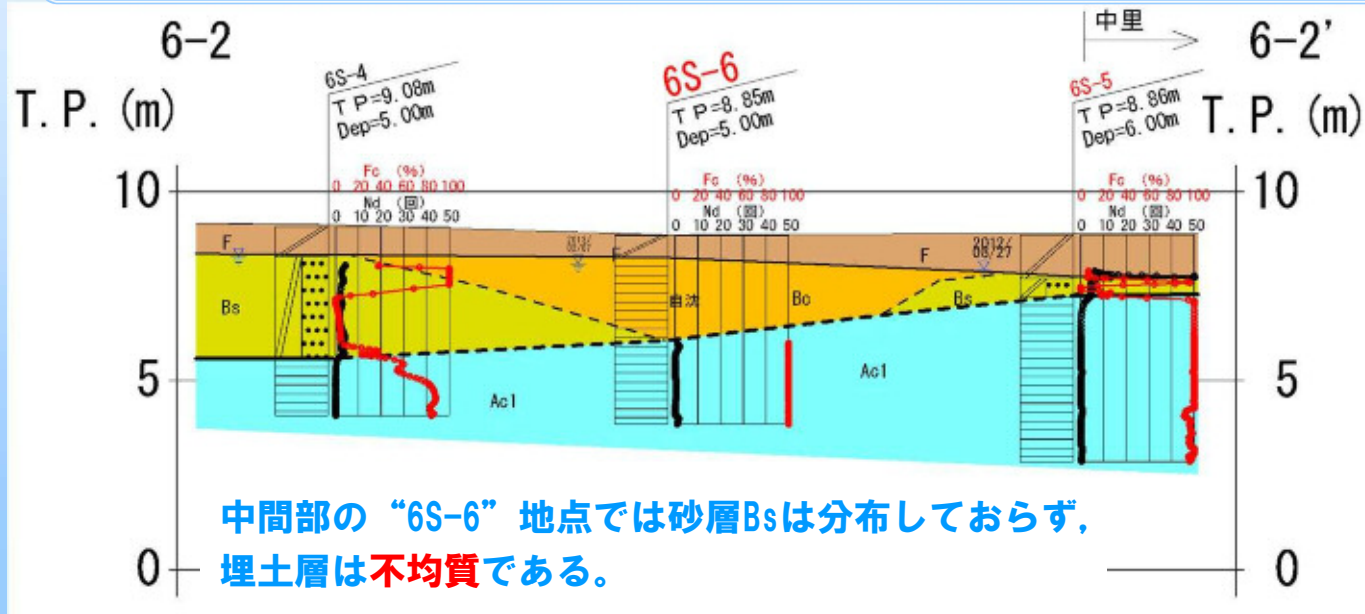 6-2
6-2’
中里
T.P.(m)
T.P.(m)
6S-4
T P=9.08m
Dep=5.00m
6S-6
T P=8.85m
Dep=5.00m
6S-5
T P=8.86m
Dep=6.00m
Fc (%)
0 20 40 60 80 100
Nd (回)
0 10 20 30 40 50
Fc (%)
0 20 40 60 80 100
Nd (回)
0 10 20 30 40 50
Fc (%)
0 20 40 60 80 100
Nd (回)
0 10 20 30 40 50
10
10
F
F
F
2012/
08/27
Bs
自沈
Bc
Bs
5
Ac1
Ac1
5
中間部の“6S-6”地点では砂層Bsは分布しておらず,
埋土層は不均質である。
0
0